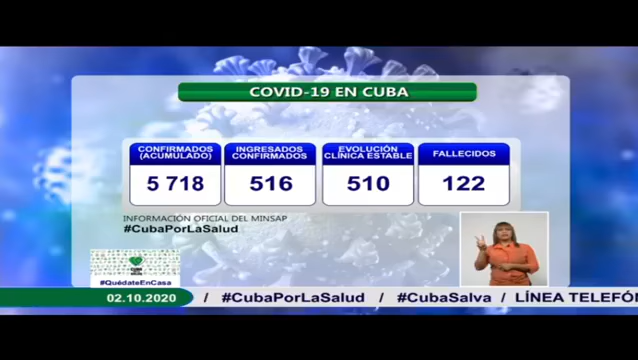 COVID-19 EN CUBA
CONFIRMADOS
(ACUMULADO)
5 718
INGRESADOS
CONFIRMADOS
516
EVOLUCIÓN
CLÍNICA ESTABLE
510
FALLECIDOS
122
INFORMACIÓN OFICIAL DEL MINSAP
#CubaPorLaSalud
#QuédateEnCasa
02.10.2020 / #CubaPorLaSalud / #CubaSalva / LÍNEA TELEFÓ